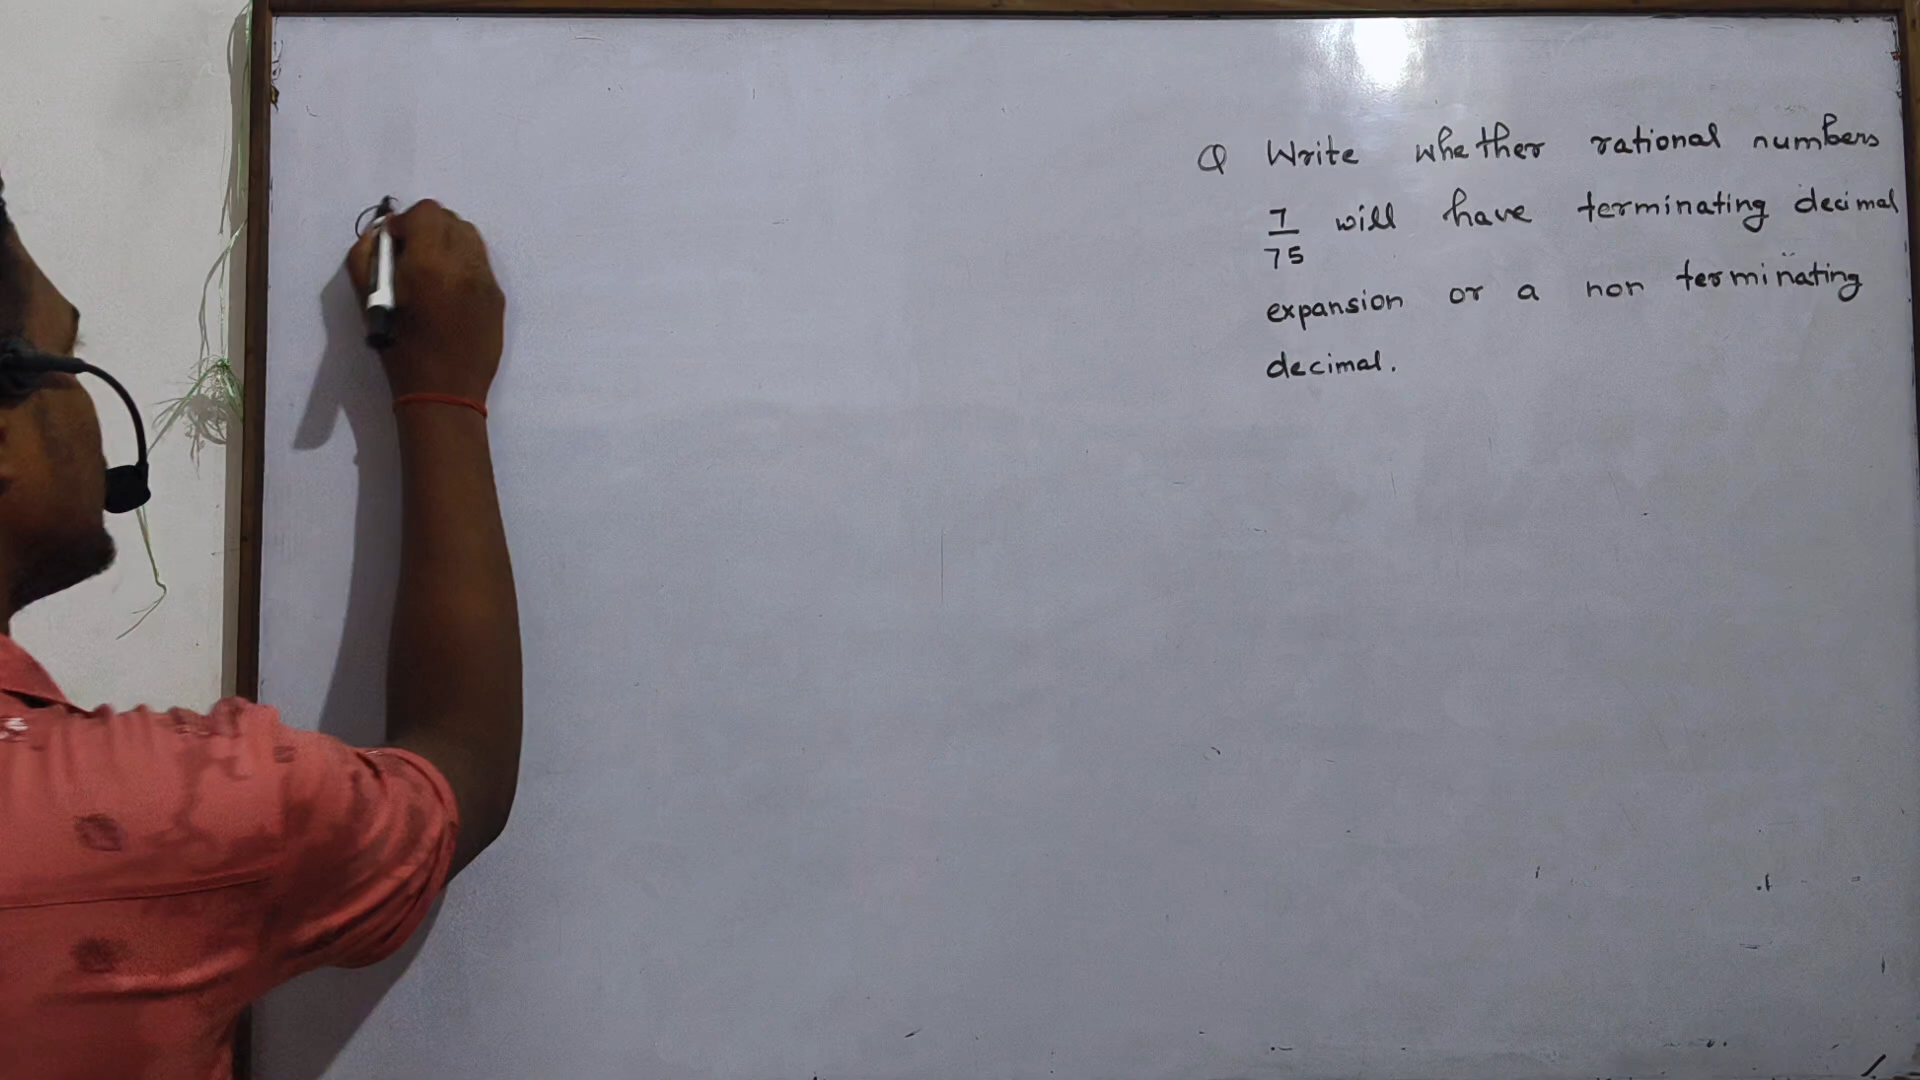 Q Write whether rational numbers
7/75 will have terminating decimal
expansion or a non terminating
decimal.